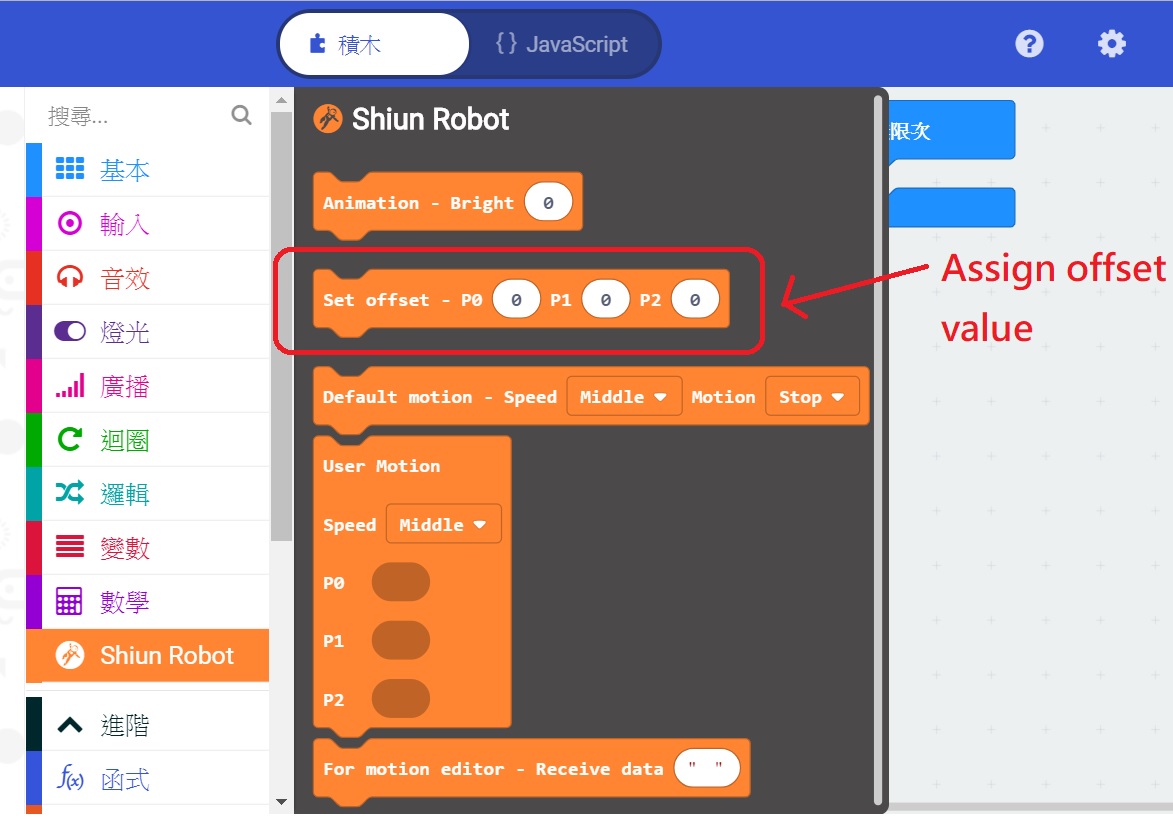 積木
{ } JavaScript
搜尋...
基本
輸入
音效
燈光
廣播
迴圈
邏輯
變數
數學
Shiun Robot
進階
f(x) 函式
Shiun Robot
Animation - Bright 0
Set offset - P0 0 P1 0 P2 0
Default motion - Speed Middle Motion Stop
User Motion
Speed Middle
P0
P1
P2
For motion editor - Receive data " "
限次
Assign offset
value